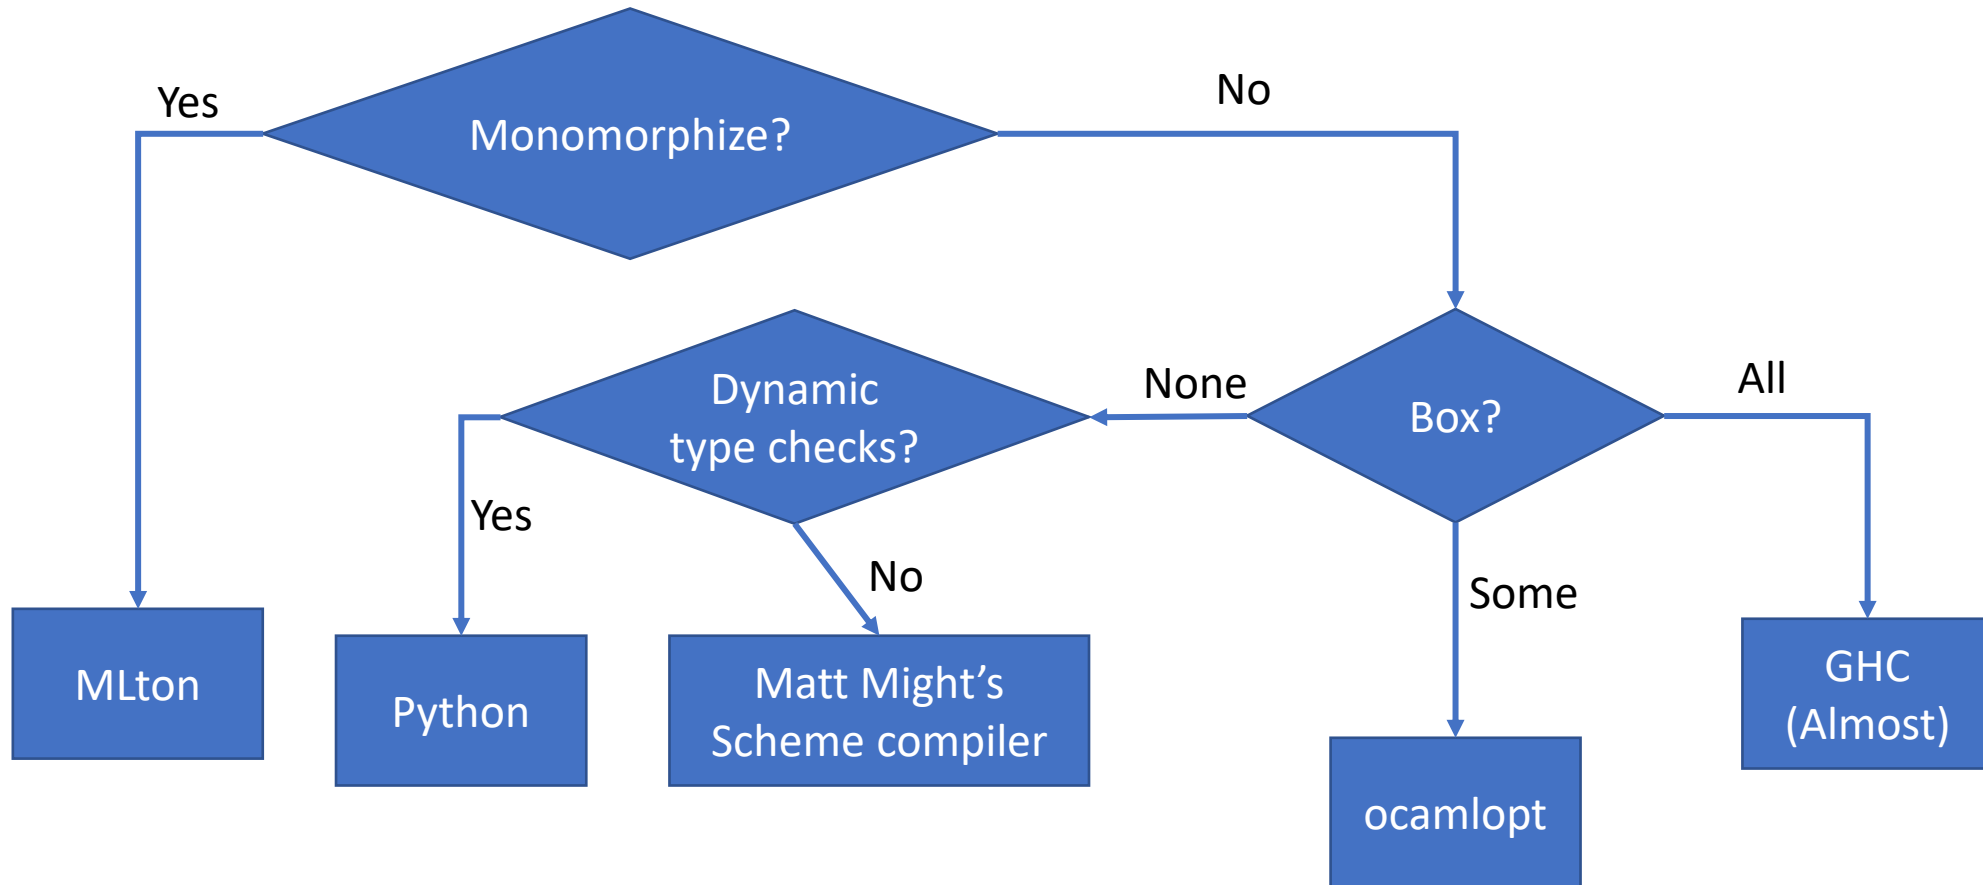 Yes
Monomorphize?
No
Dynamic
type checks?
None
Box?
All
Yes
No
Some
MLton
Python
Matt Might’s
Scheme compiler
ocamlopt
GHC
(Almost)